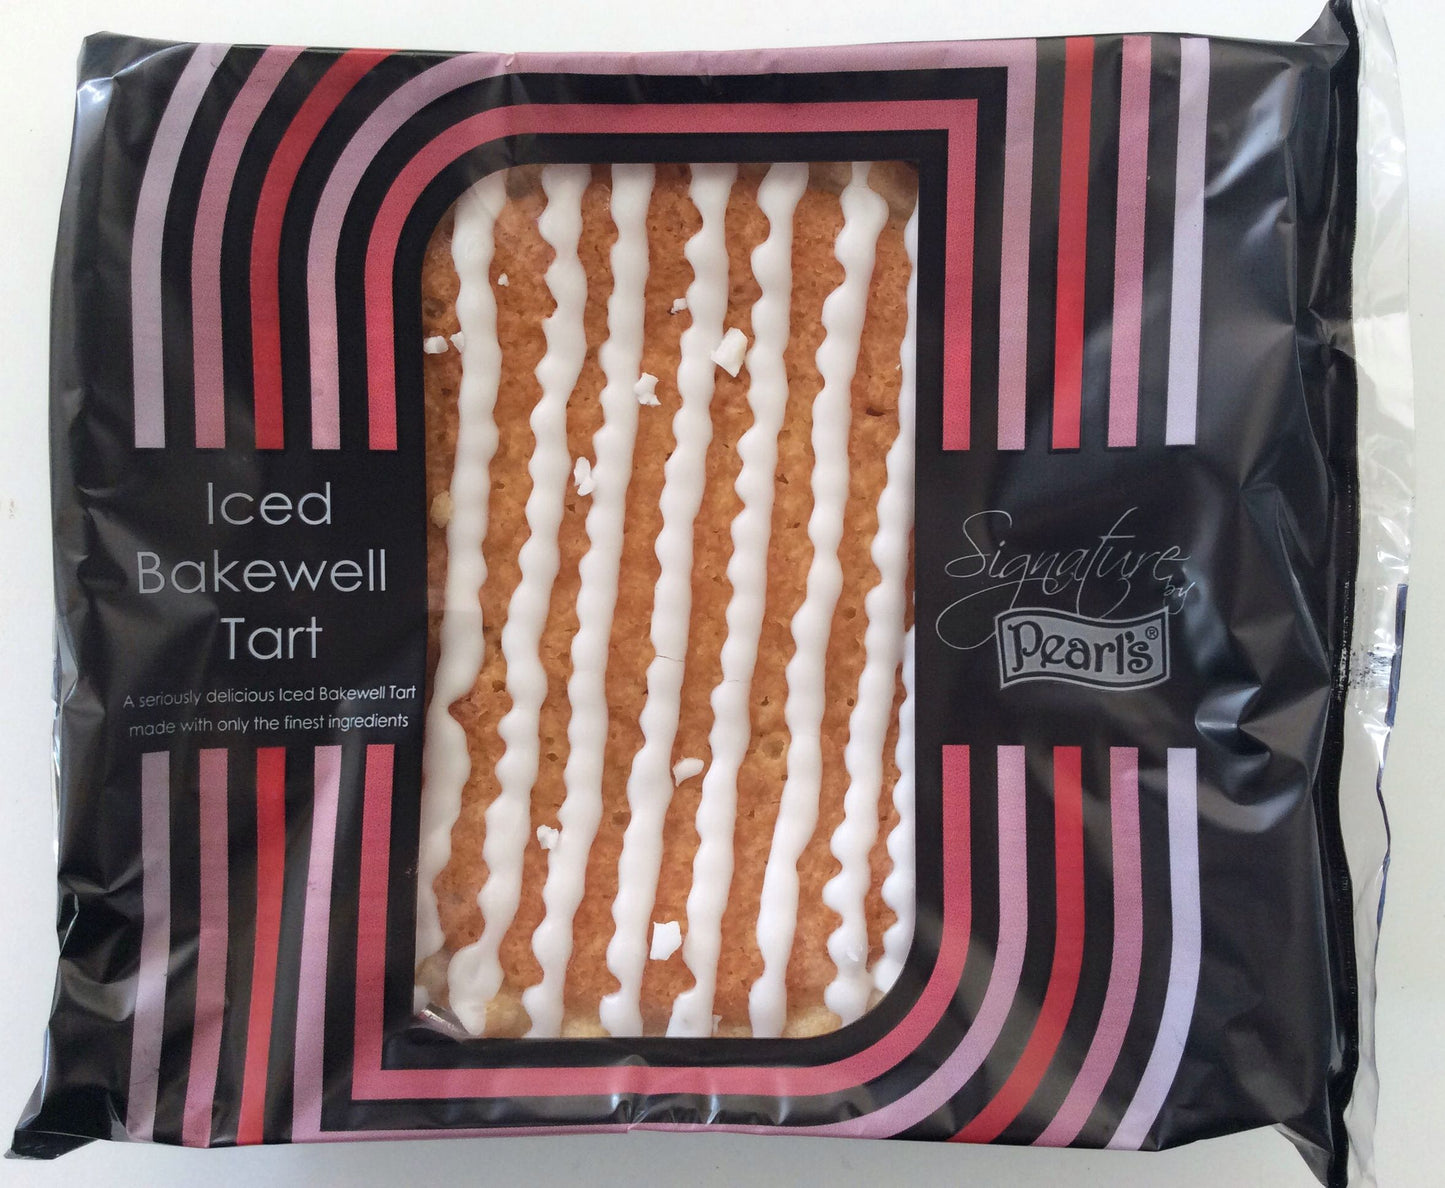 Iced
Bakewell
Tart
A seriously delicious Iced Bakewell Tart
made with only the finest ingredients
Signature
by
Pearl's®